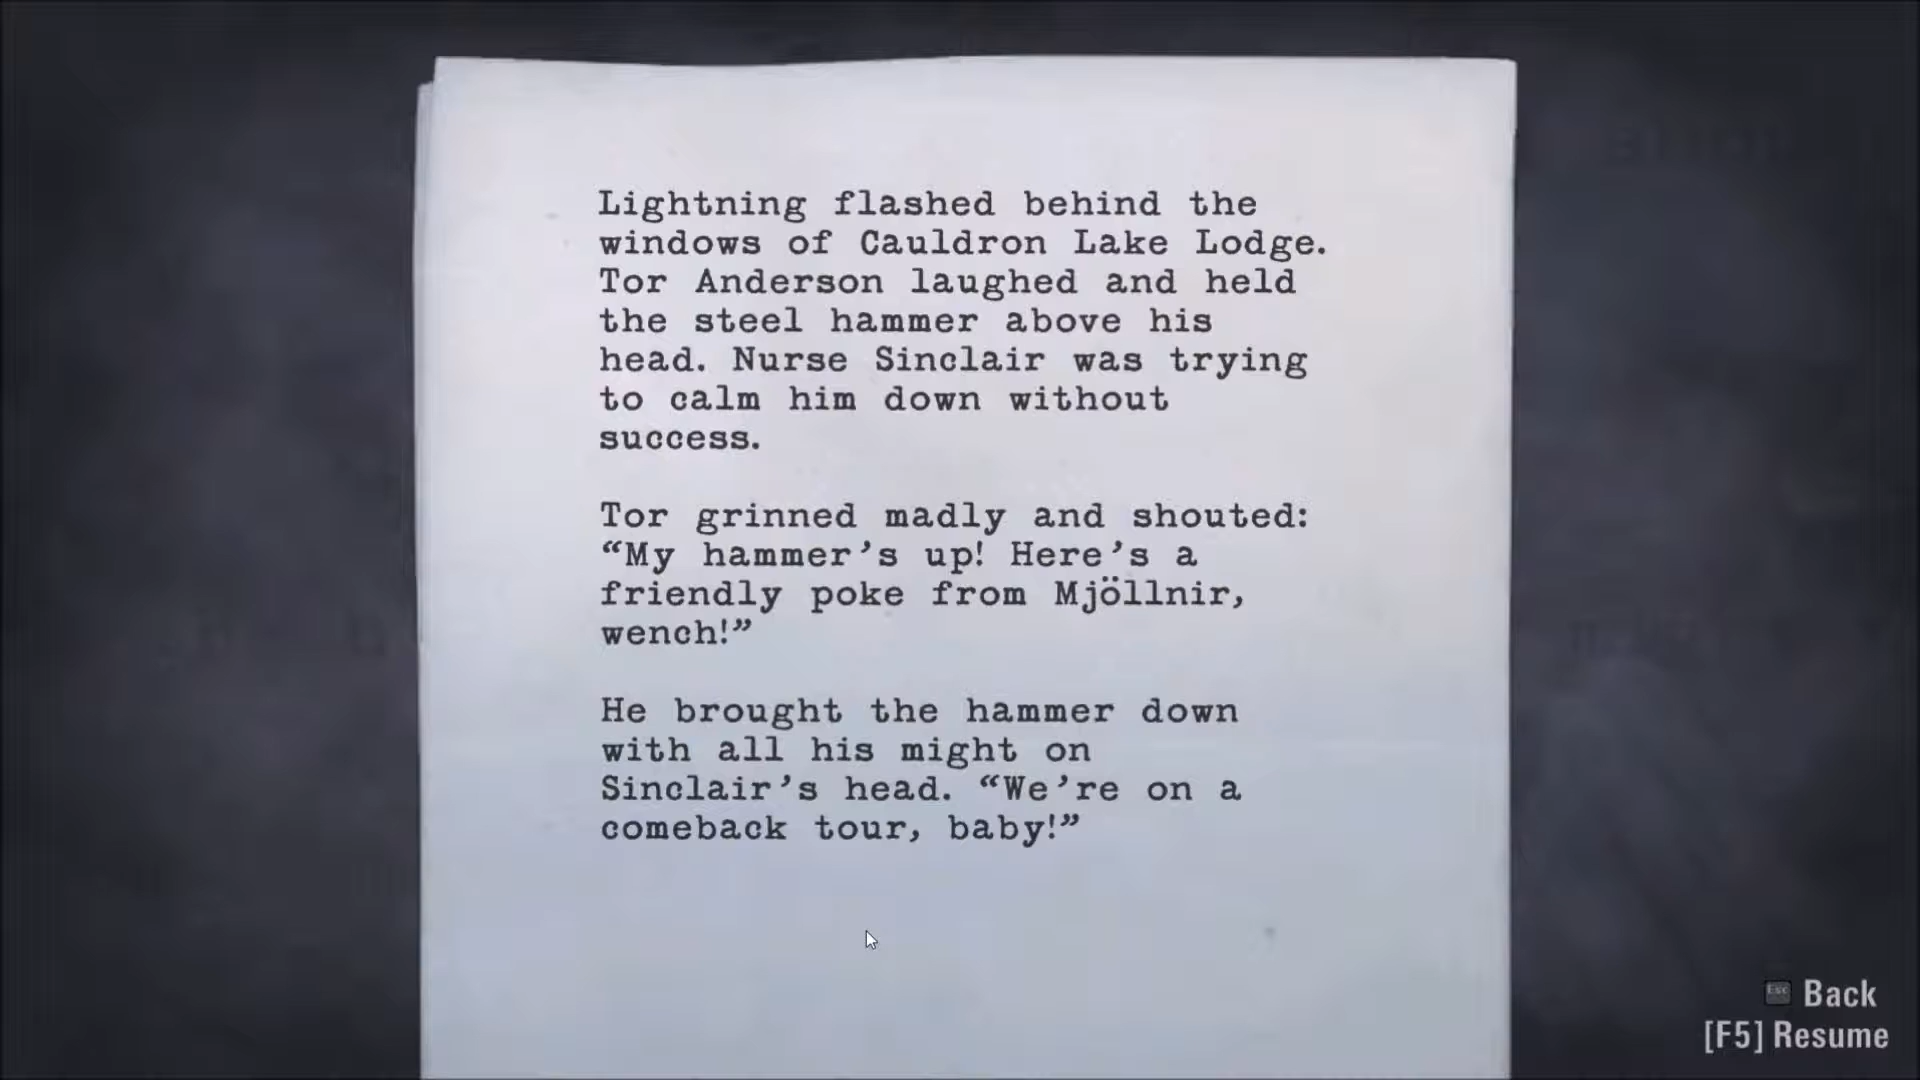 Lightning flashed behind the
windows of Cauldron Lake Lodge.
Tor Anderson laughed and held
the steel hammer above his
head. Nurse Sinclair was trying
to calm him down without
success.
Tor grinned madly and shouted:
“My hammer’s up! Here’s a
friendly poke from Mjöllnir,
wench!”
He brought the hammer down
with all his might on
Sinclair’s head. “We’re on a
comeback tour, baby!”
Esc Back
[F5] Resume